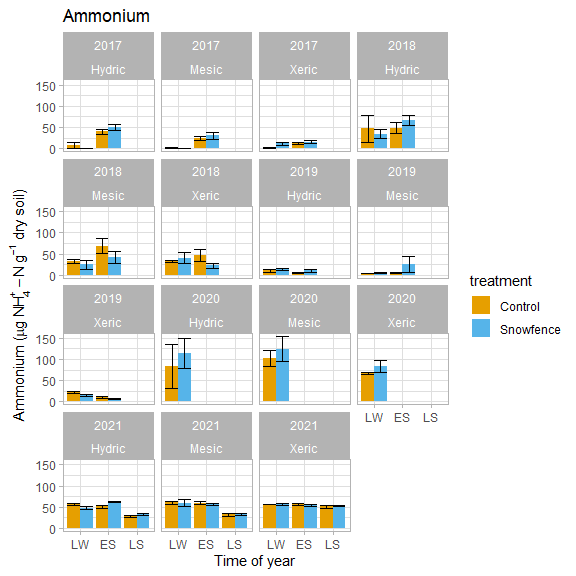 Ammonium
2017 2017 2017 2018
Hydric Mesic Xeric Hydric
150
100
50
0
2018 2018 2019 2019
Mesic Xeric Hydric Mesic
150
100
50
0
2019 2020 2020 2020
Xeric Hydric Mesic Xeric
150
100
50
0
LW ES LS
2021 2021 2021
Hydric Mesic Xeric
150
100
50
0
LW ES LS LW ES LS LW ES LS
Time of year
Ammonium (μg NH₄⁺ − N g⁻¹ dry soil)
treatment
Control
Snowfence